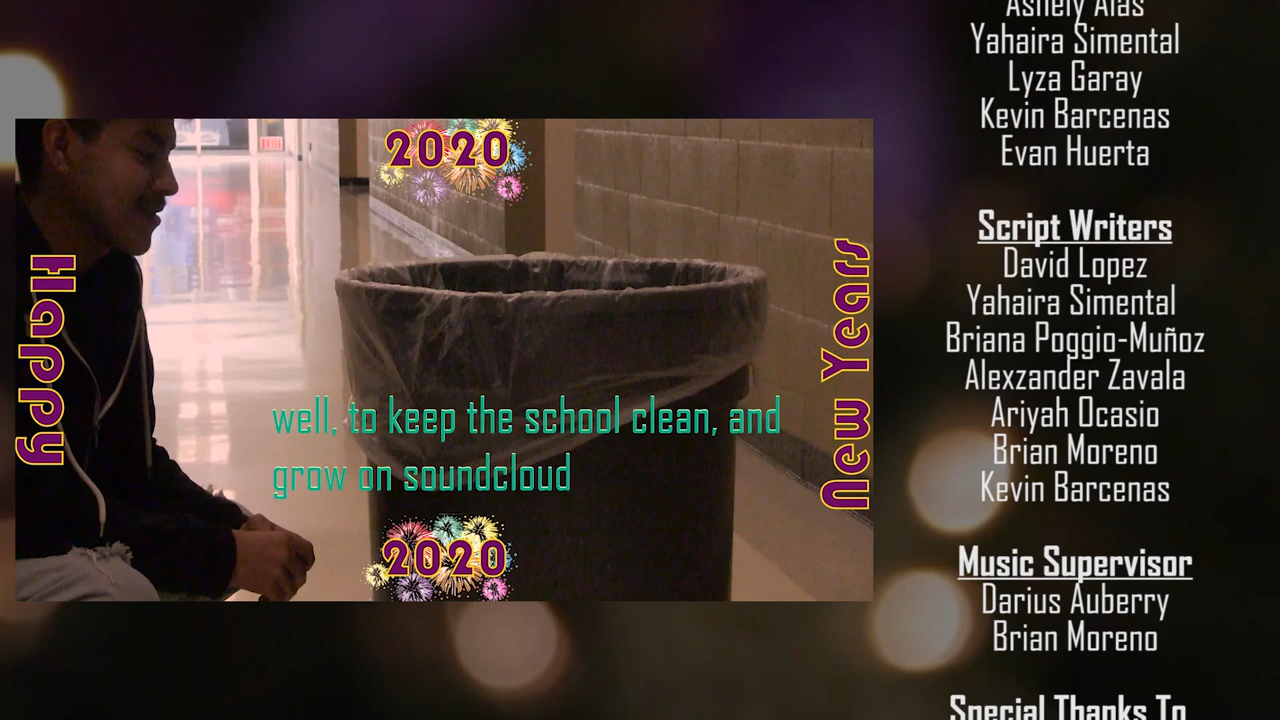 2020
Happy
New Years
well, to keep the school clean, and
grow on soundcloud
2020
Ashely Alas
Yahaira Simental
Lyza Garay
Kevin Barcenas
Evan Huerta
Script Writers
David Lopez
Yahaira Simental
Briana Poggio-Muñoz
Alexzander Zavala
Ariyah Ocasio
Brian Moreno
Kevin Barcenas
Music Supervisor
Darius Auberry
Brian Moreno
Special Thanks To